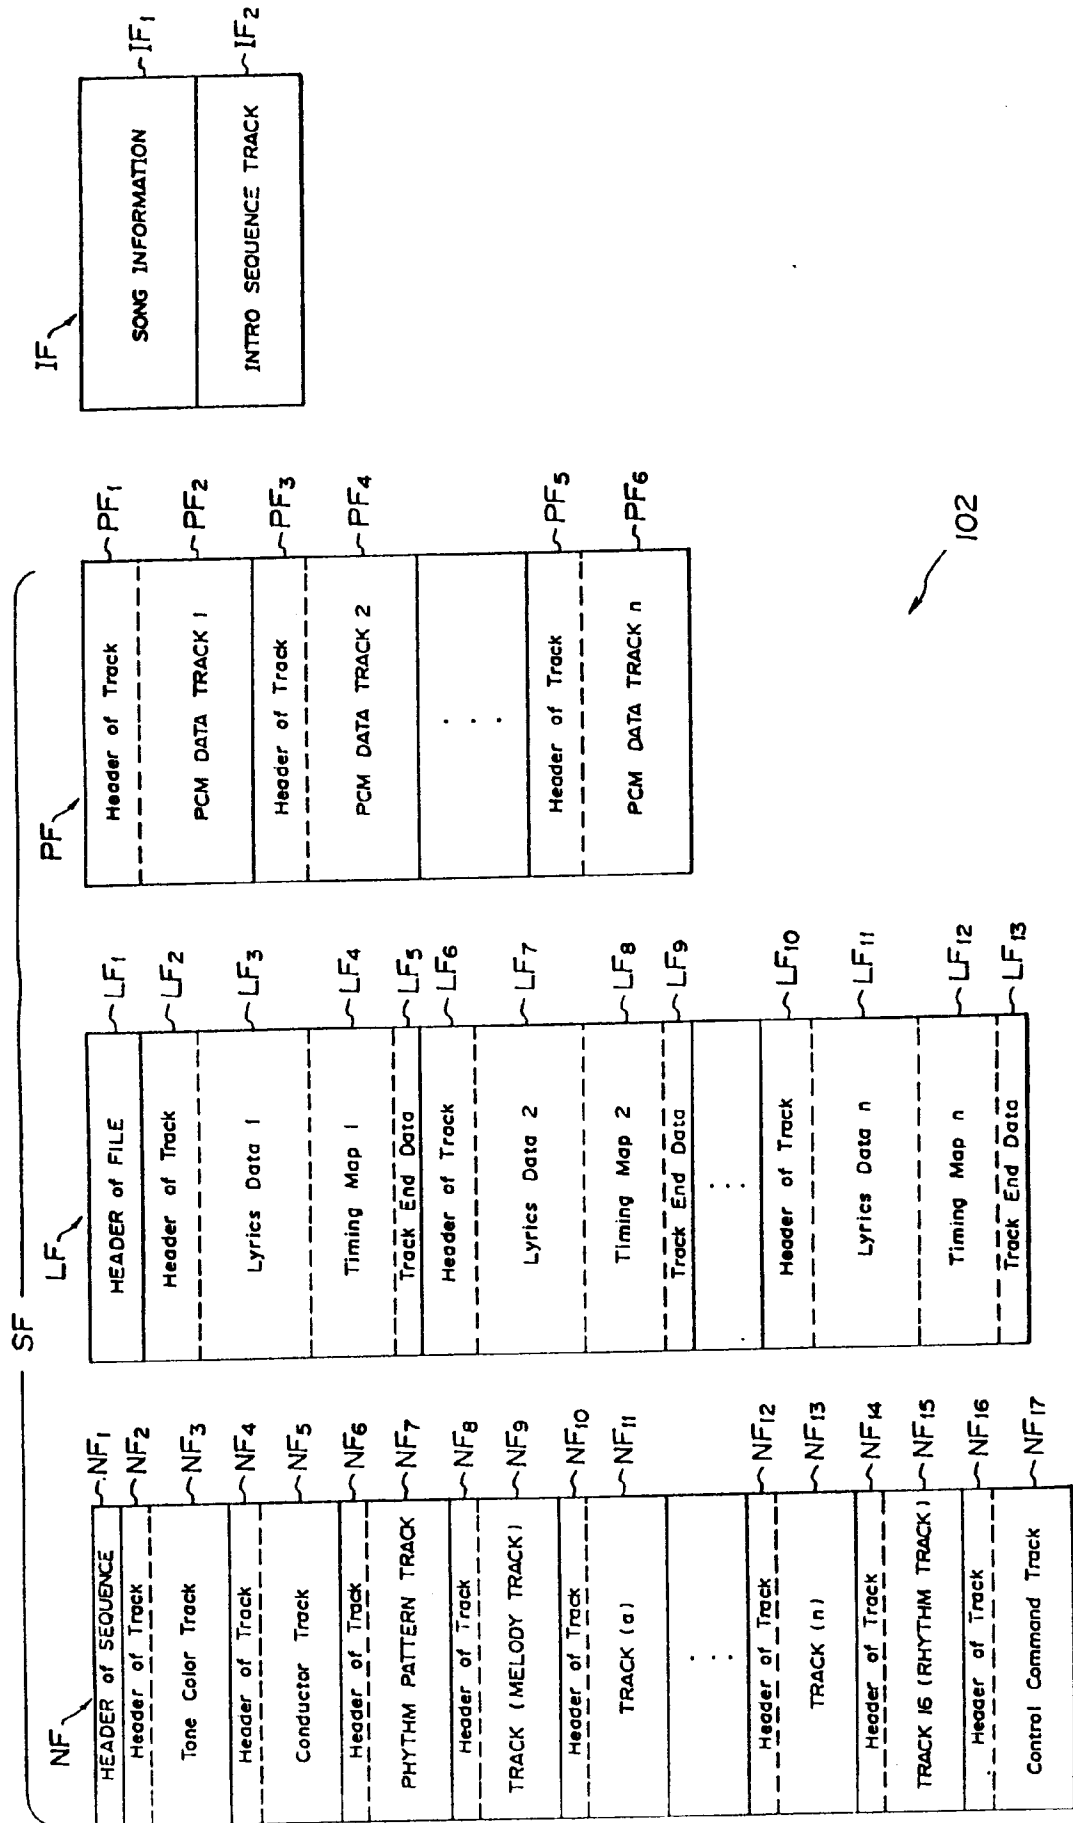 SF
NF
HEADER of SEQUENCE NF1
Header of Track NF2
Tone Color Track NF3
Header of Track NF4
Conductor Track NF5
Header of Track NF6
PHYTHM PATTERN TRACK NF7
Header of Track NF8
TRACK (MELODY TRACK) NF9
Header of Track NF10
TRACK (a) NF11
. . .
Header of Track NF12
TRACK (n) NF13
Header of Track NF14
TRACK 16 (RHYTHM TRACK) NF15
Header of Track NF16
Control Command Track NF17
LF
HEADER of FILE LF1
Header of Track LF2
Lyrics Data 1 LF3
Timing Map 1 LF4
Track End Data LF5
Header of Track LF6
Lyrics Data 2 LF7
Timing Map 2 LF8
Track End Data LF9
. . .
Header of Track LF10
Lyrics Data n LF11
Timing Map n LF12
Track End Data LF13
PF
Header of Track PF1
PCM DATA TRACK 1 PF2
Header of Track PF3
PCM DATA TRACK 2 PF4
. . .
Header of Track PF5
PCM DATA TRACK n PF6
IF
SONG INFORMATION IF1
INTRO SEQUENCE TRACK IF2
102